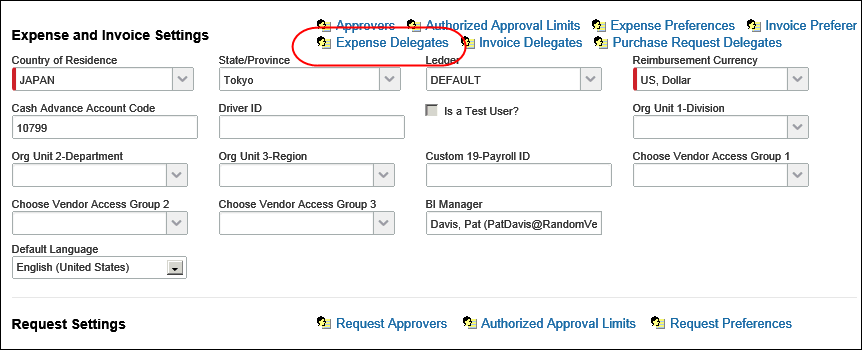 Expense and Invoice Settings
Approvers Authorized Approval Limits Expense Preferences Invoice Preferer
Expense Delegates Invoice Delegates Purchase Request Delegates
Country of Residence State/Province Ledger Reimbursement Currency
JAPAN Tokyo DEFAULT US, Dollar
Cash Advance Account Code Driver ID Is a Test User? Org Unit 1-Division
10799
Org Unit 2-Department Org Unit 3-Region Custom 19-Payroll ID Choose Vendor Access Group 1
Choose Vendor Access Group 2 Choose Vendor Access Group 3 BI Manager
Davis, Pat (PatDavis@RandomVe
Default Language
English (United States)
Request Settings Request Approvers Authorized Approval Limits Request Preferences